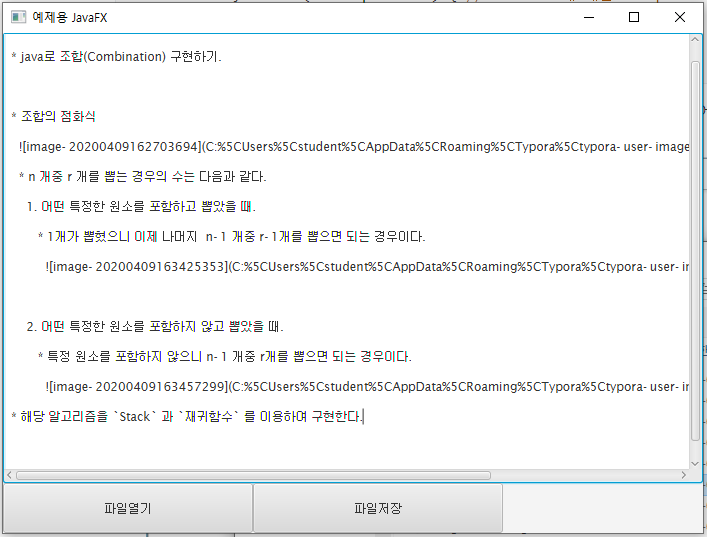 예제용 JavaFX
* java로 조합(Combination) 구현하기.
* 조합의 점화식
![image- 20200409162703694](C:%5CUsers%5Cstudent%5CAppData%5CRoaming%5CTypora%5Ctypora- user- image
* n 개중 r 개를 뽑는 경우의 수는 다음과 같다.
1. 어떤 특정한 원소를 포함하고 뽑았을 때.
* 1개가 뽑혔으니 이제 나머지 n- 1 개중 r- 1개를 뽑으면 되는 경우이다.
![image- 20200409163425353](C:%5CUsers%5Cstudent%5CAppData%5CRoaming%5CTypora%5Ctypora- user- in
2. 어떤 특정한 원소를 포함하지 않고 뽑았을 때.
* 특정 원소를 포함하지 않으니 n- 1 개중 r개를 뽑으면 되는 경우이다.
![image- 20200409163457299](C:%5CUsers%5Cstudent%5CAppData%5CRoaming%5CTypora%5Ctypora- user- in
* 해당 알고리즘을 `Stack` 과 `재귀함수` 를 이용하여 구현한다.
파일열기
파일저장